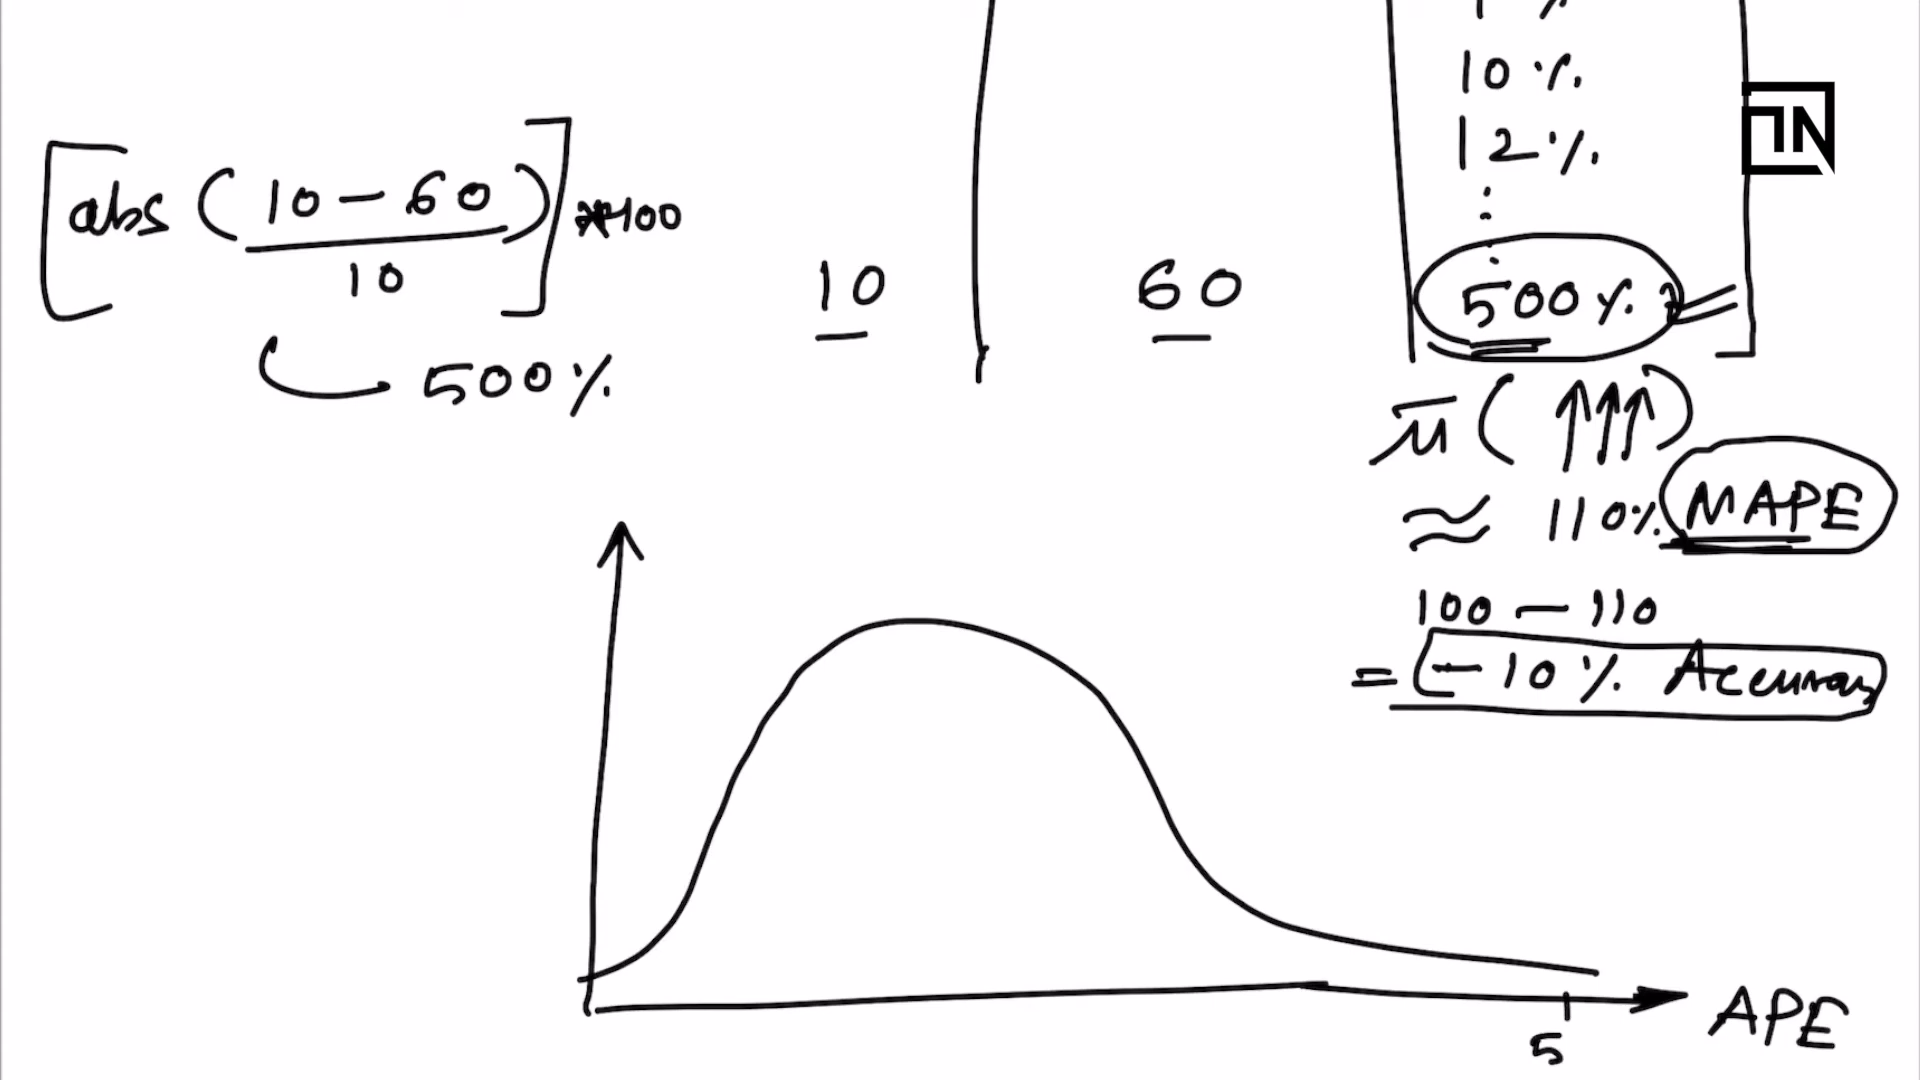 10 %
12 %
[abs (10 - 60) / 10] * 100
10
60
500 %
500 %
μ ( ↑↑↑ )
≈ 110% MAPE
100 - 110
= - 10 % Accuracy
APE
5